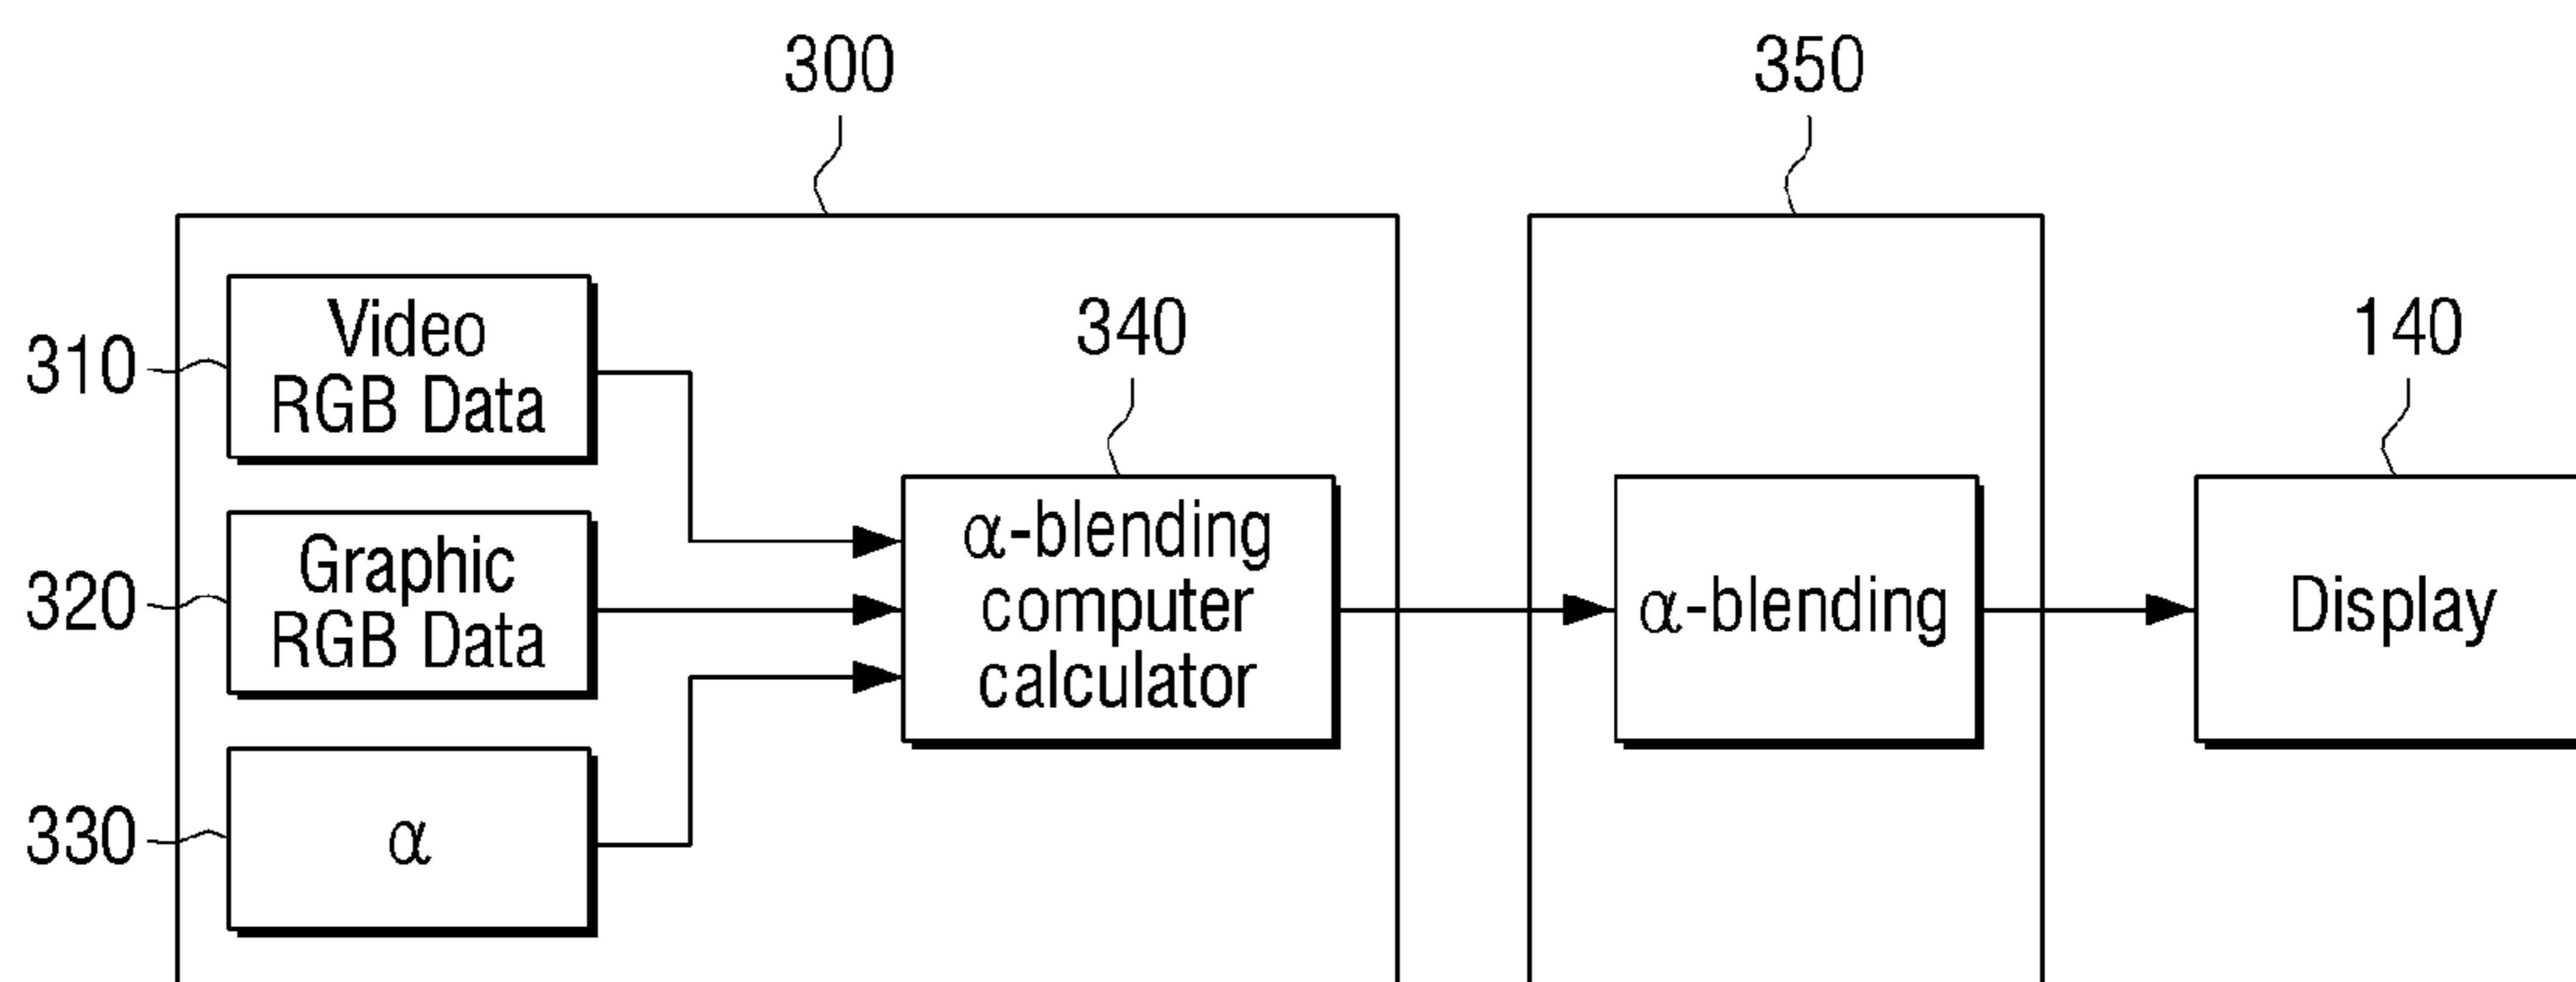 300
350
310
Video
RGB Data
340
140
320
Graphic
RGB Data
α-blending
computer
calculator
α-blending
Display
330
α